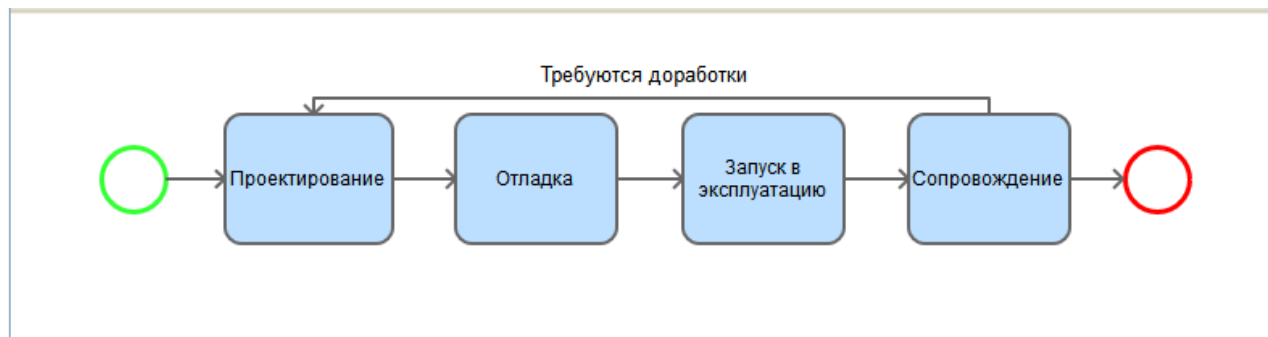 Требуются доработки
Проектирование
Отладка
Запуск в
эксплуатацию
Сопровождение